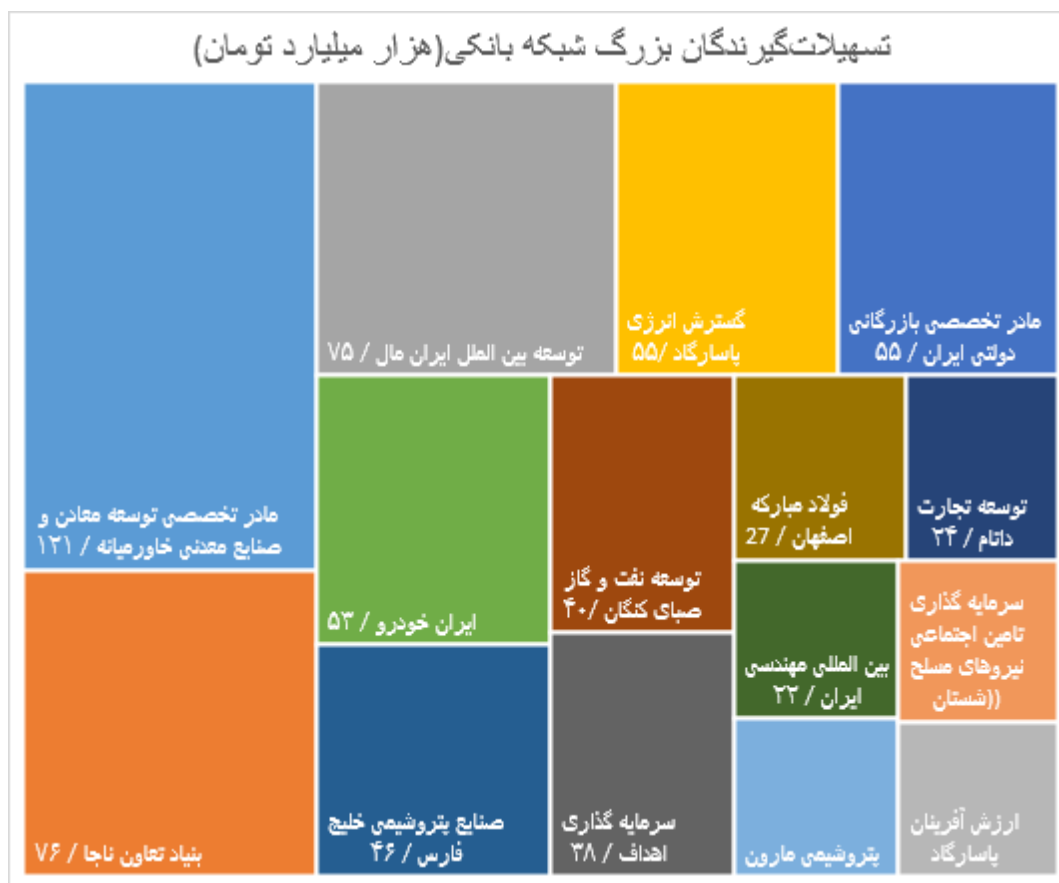 تسهیلات‌گیرندگان بزرگ شبکه بانکی(هزار میلیارد تومان)
مادر تخصصی بازرگانی
دولتی ایران / ۵۵
گسترش انرژی
پاسارگاد /۵۵
توسعه بین الملل ایران مال / ۷۵
مادر تخصصی توسعه معادن و
صنایع معدنی خاورمیانه / ۱۲۱
توسعه تجارت
داتام / ۲۴
فولاد مبارکه
اصفهان / 27
توسعه نفت و گاز
صبای کنگان /۴۰
ایران خودرو / ۵۳
بنیاد تعاون ناجا / ۷۶
سرمایه گذاری
تامین اجتماعی
نیروهای مسلح
((شستان
بین المللی مهندسی
ایران / ۲۲
سرمایه گذاری
اهداف / ۳۸
صنایع پتروشیمی خلیج
فارس / ۴۶
ارزش آفرینان
پاسارگاد
پتروشیمی مارون